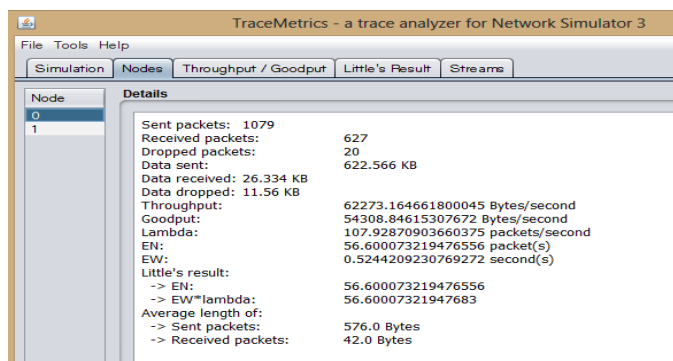 TraceMetrics - a trace analyzer for Network Simulator 3
File Tools Help
Simulation Nodes Throughput / Goodput Little's Result Streams
Node
0
1
Details
Sent packets: 1079
Received packets: 627
Dropped packets: 20
Data sent: 622.566 KB
Data received: 26.334 KB
Data dropped: 11.56 KB
Throughput: 62273.164661800045 Bytes/second
Goodput: 54308.84615307672 Bytes/second
Lambda: 107.92870903660375 packets/second
EN: 56.600073219476556 packet(s)
EW: 0.5244209230769272 second(s)
Little's result:
-> EN: 56.600073219476556
-> EW*lambda: 56.60007321947683
Average length of:
-> Sent packets: 576.0 Bytes
-> Received packets: 42.0 Bytes